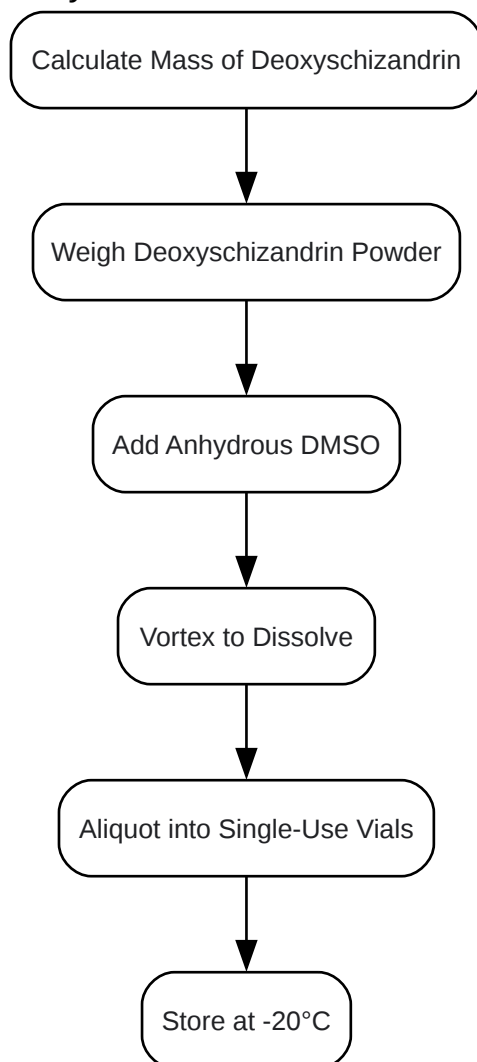 Calculate Mass of Deoxyschizandrin
Weigh Deoxyschizandrin Powder
Add Anhydrous DMSO
Vortex to Dissolve
Aliquot into Single-Use Vials
Store at -20°C